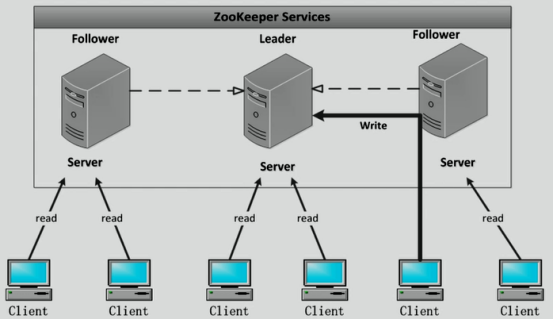 ZooKeeper Services
Follower
Leader
Follower
Write
Server
Server
Server
read
read
read
read
read
Client
Client
Client
Client
Client
Client